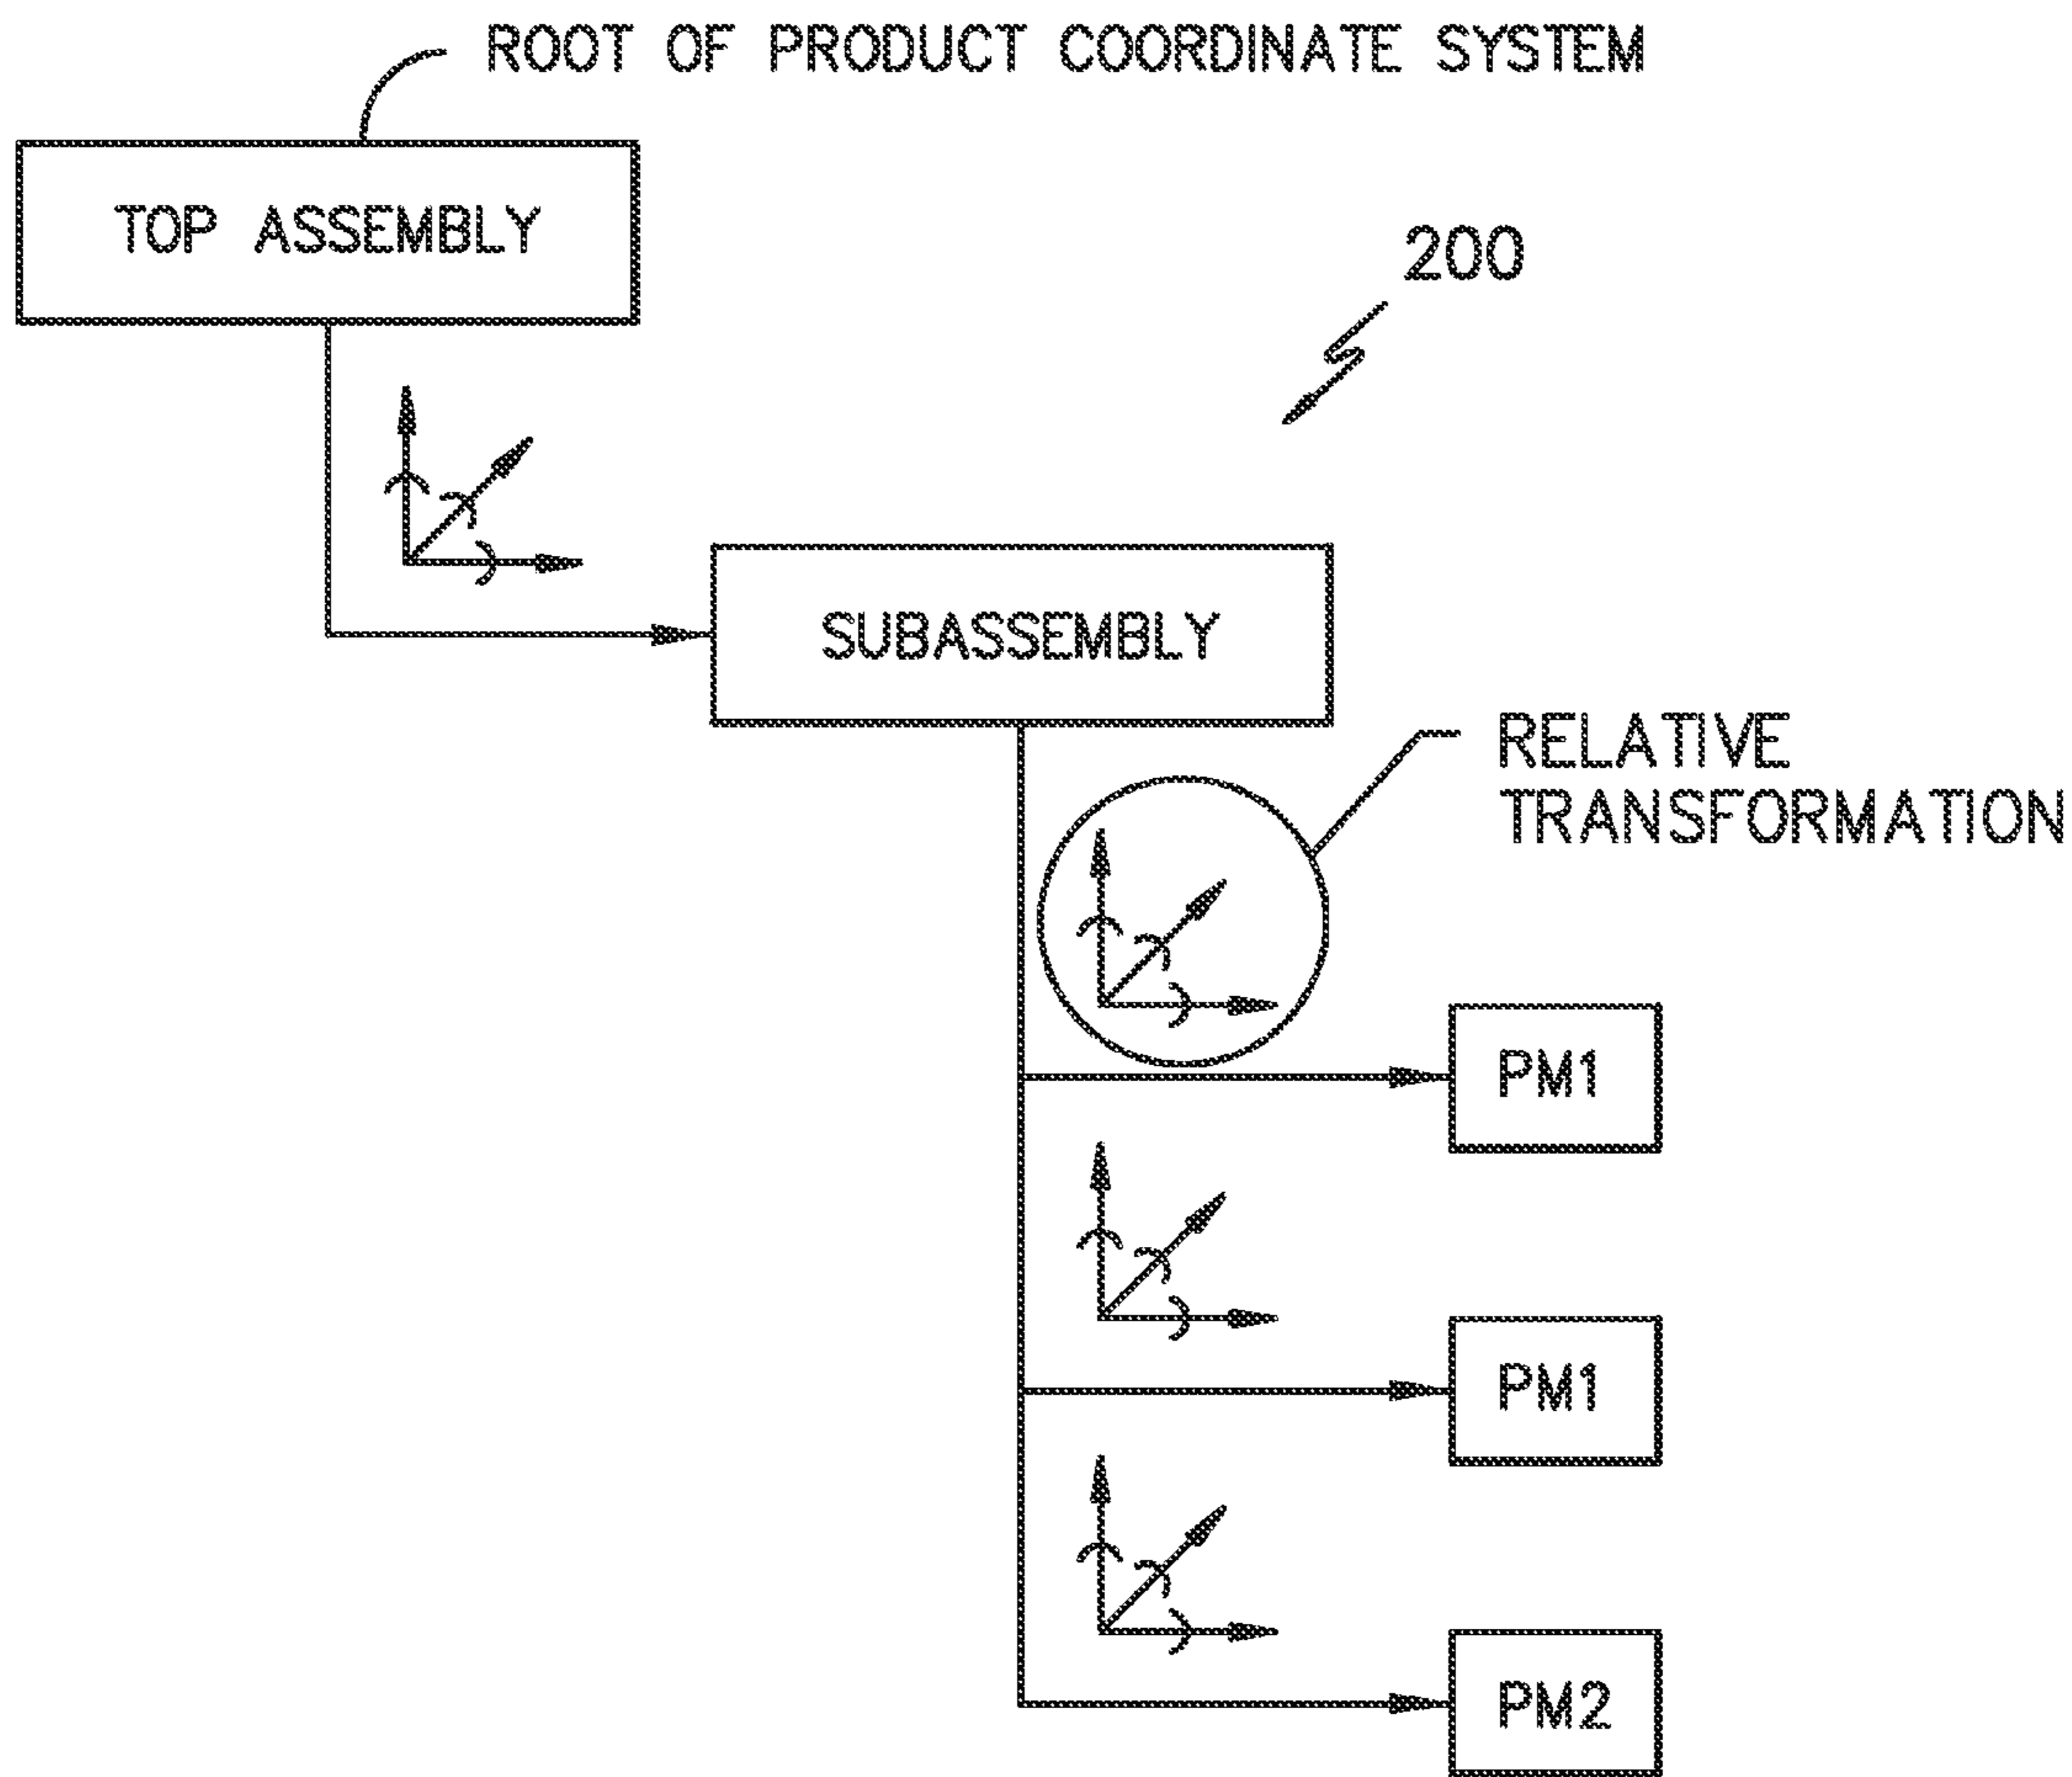 ROOT OF PRODUCT COORDINATE SYSTEM
TOP ASSEMBLY
200
SUBASSEMBLY
RELATIVE
TRANSFORMATION
PM1
PM1
PM2